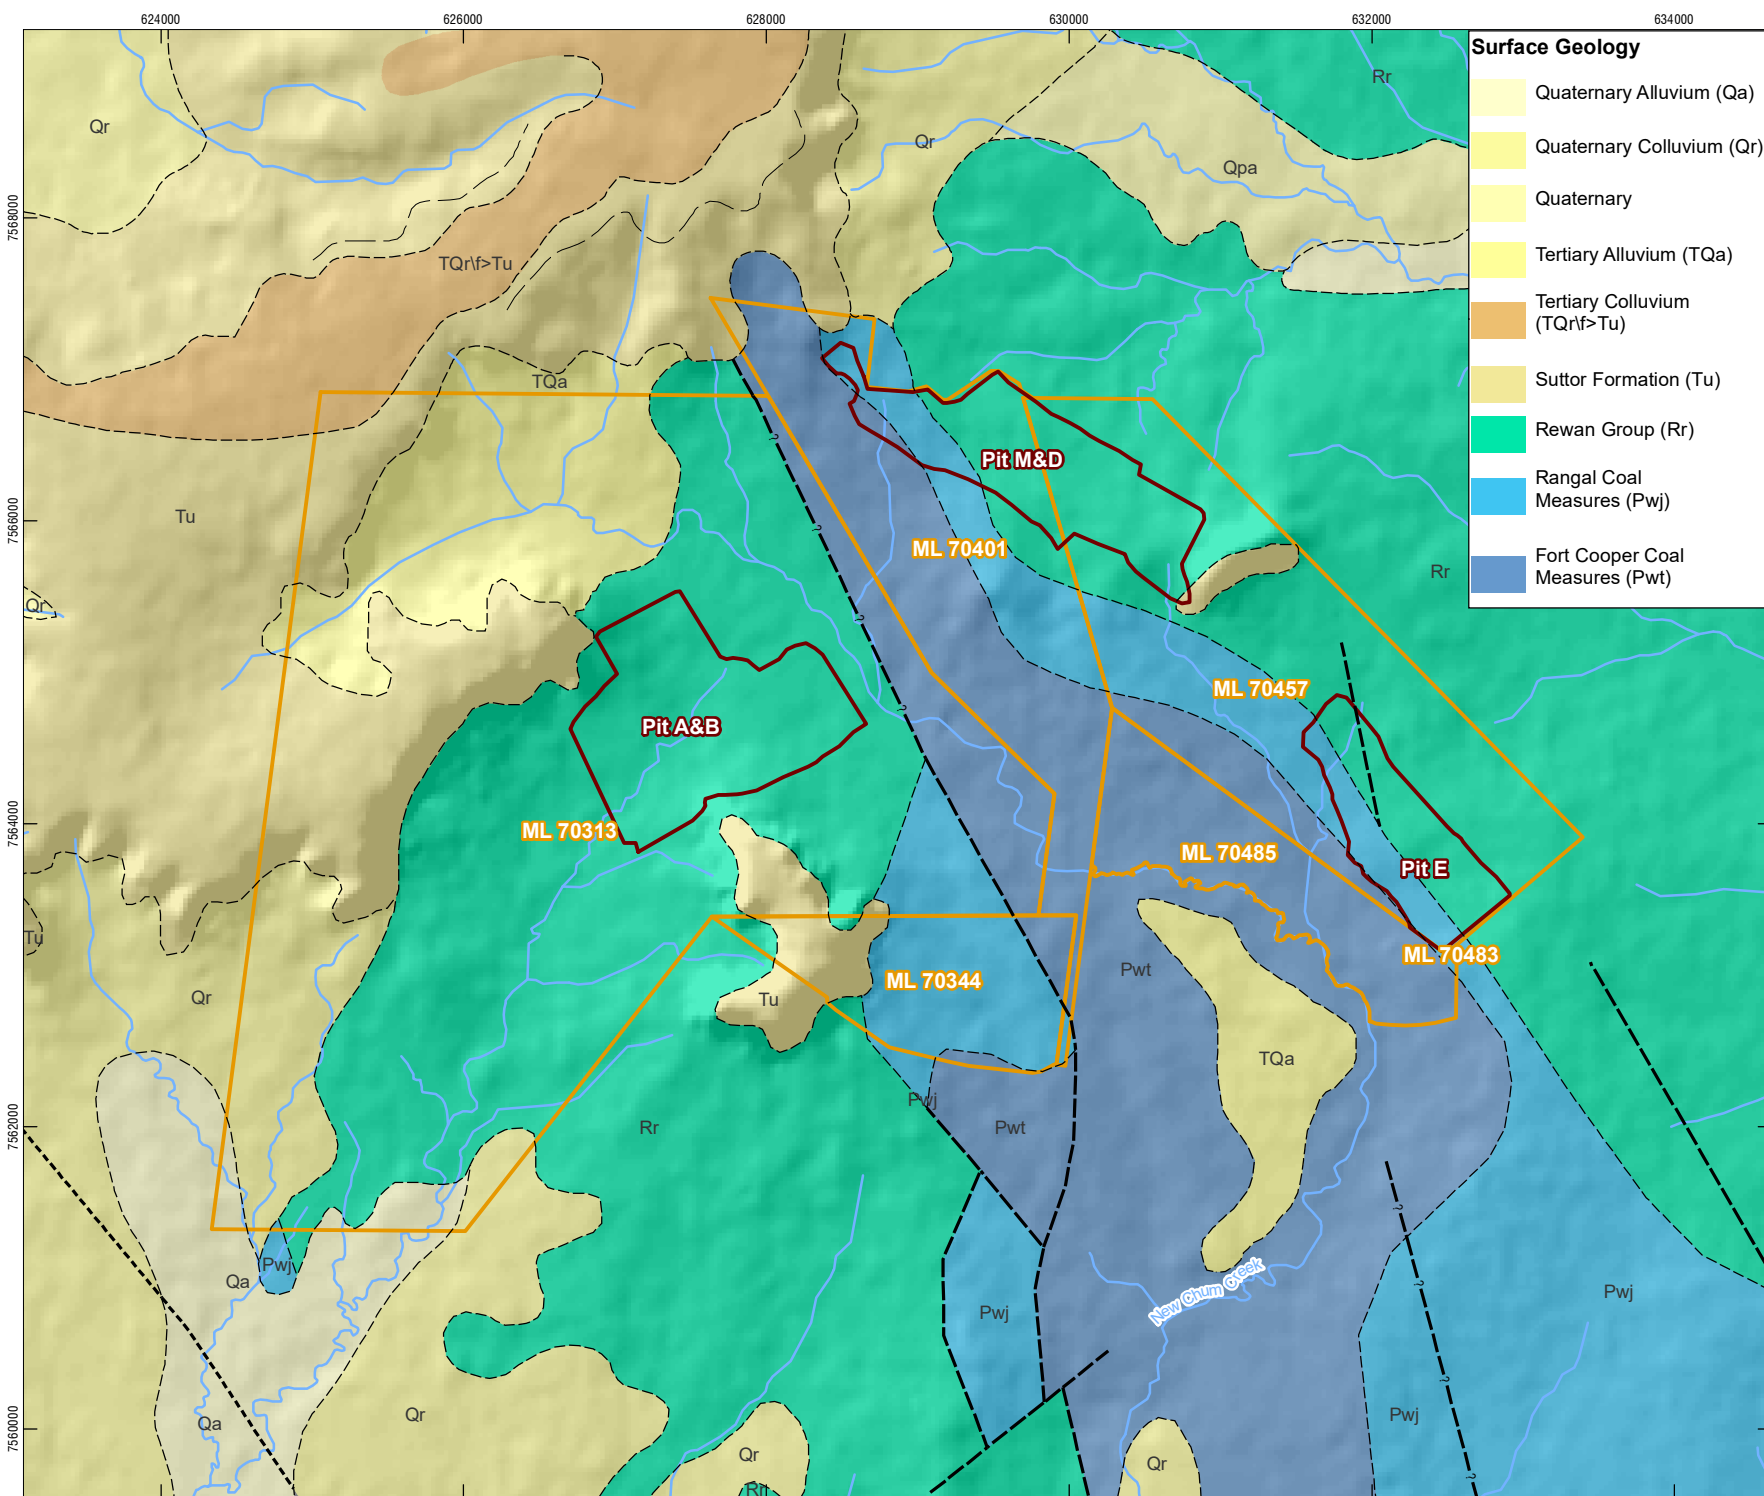 624000
626000
628000
630000
632000
634000
Surface Geology
Quaternary Alluvium (Qa)
Quaternary Colluvium (Qr)
Quaternary
Tertiary Alluvium (TQa)
Tertiary Colluvium
(TQr\f>Tu)
Suttor Formation (Tu)
Rewan Group (Rr)
Rangal Coal
Measures (Pwj)
Fort Cooper Coal
Measures (Pwt)
7568000
7566000
7564000
7562000
7560000
Rr
Qr
Qr
Qpa
TQr\f>Tu
TQa
Pit M&D
Tu
ML 70401
Rr
Qr
ML 70457
Pit A&B
ML 70313
ML 70485
Pit E
Tu
ML 70483
Pwt
ML 70344
Qr
Tu
TQa
Pwj
Rr
Pwt
Pwj
Qa
New Chum Creek
Pwj
Pwj
Qr
Pwj
Qa
Qr
Qr
Rr
?
?
?
?
?
?
?
?